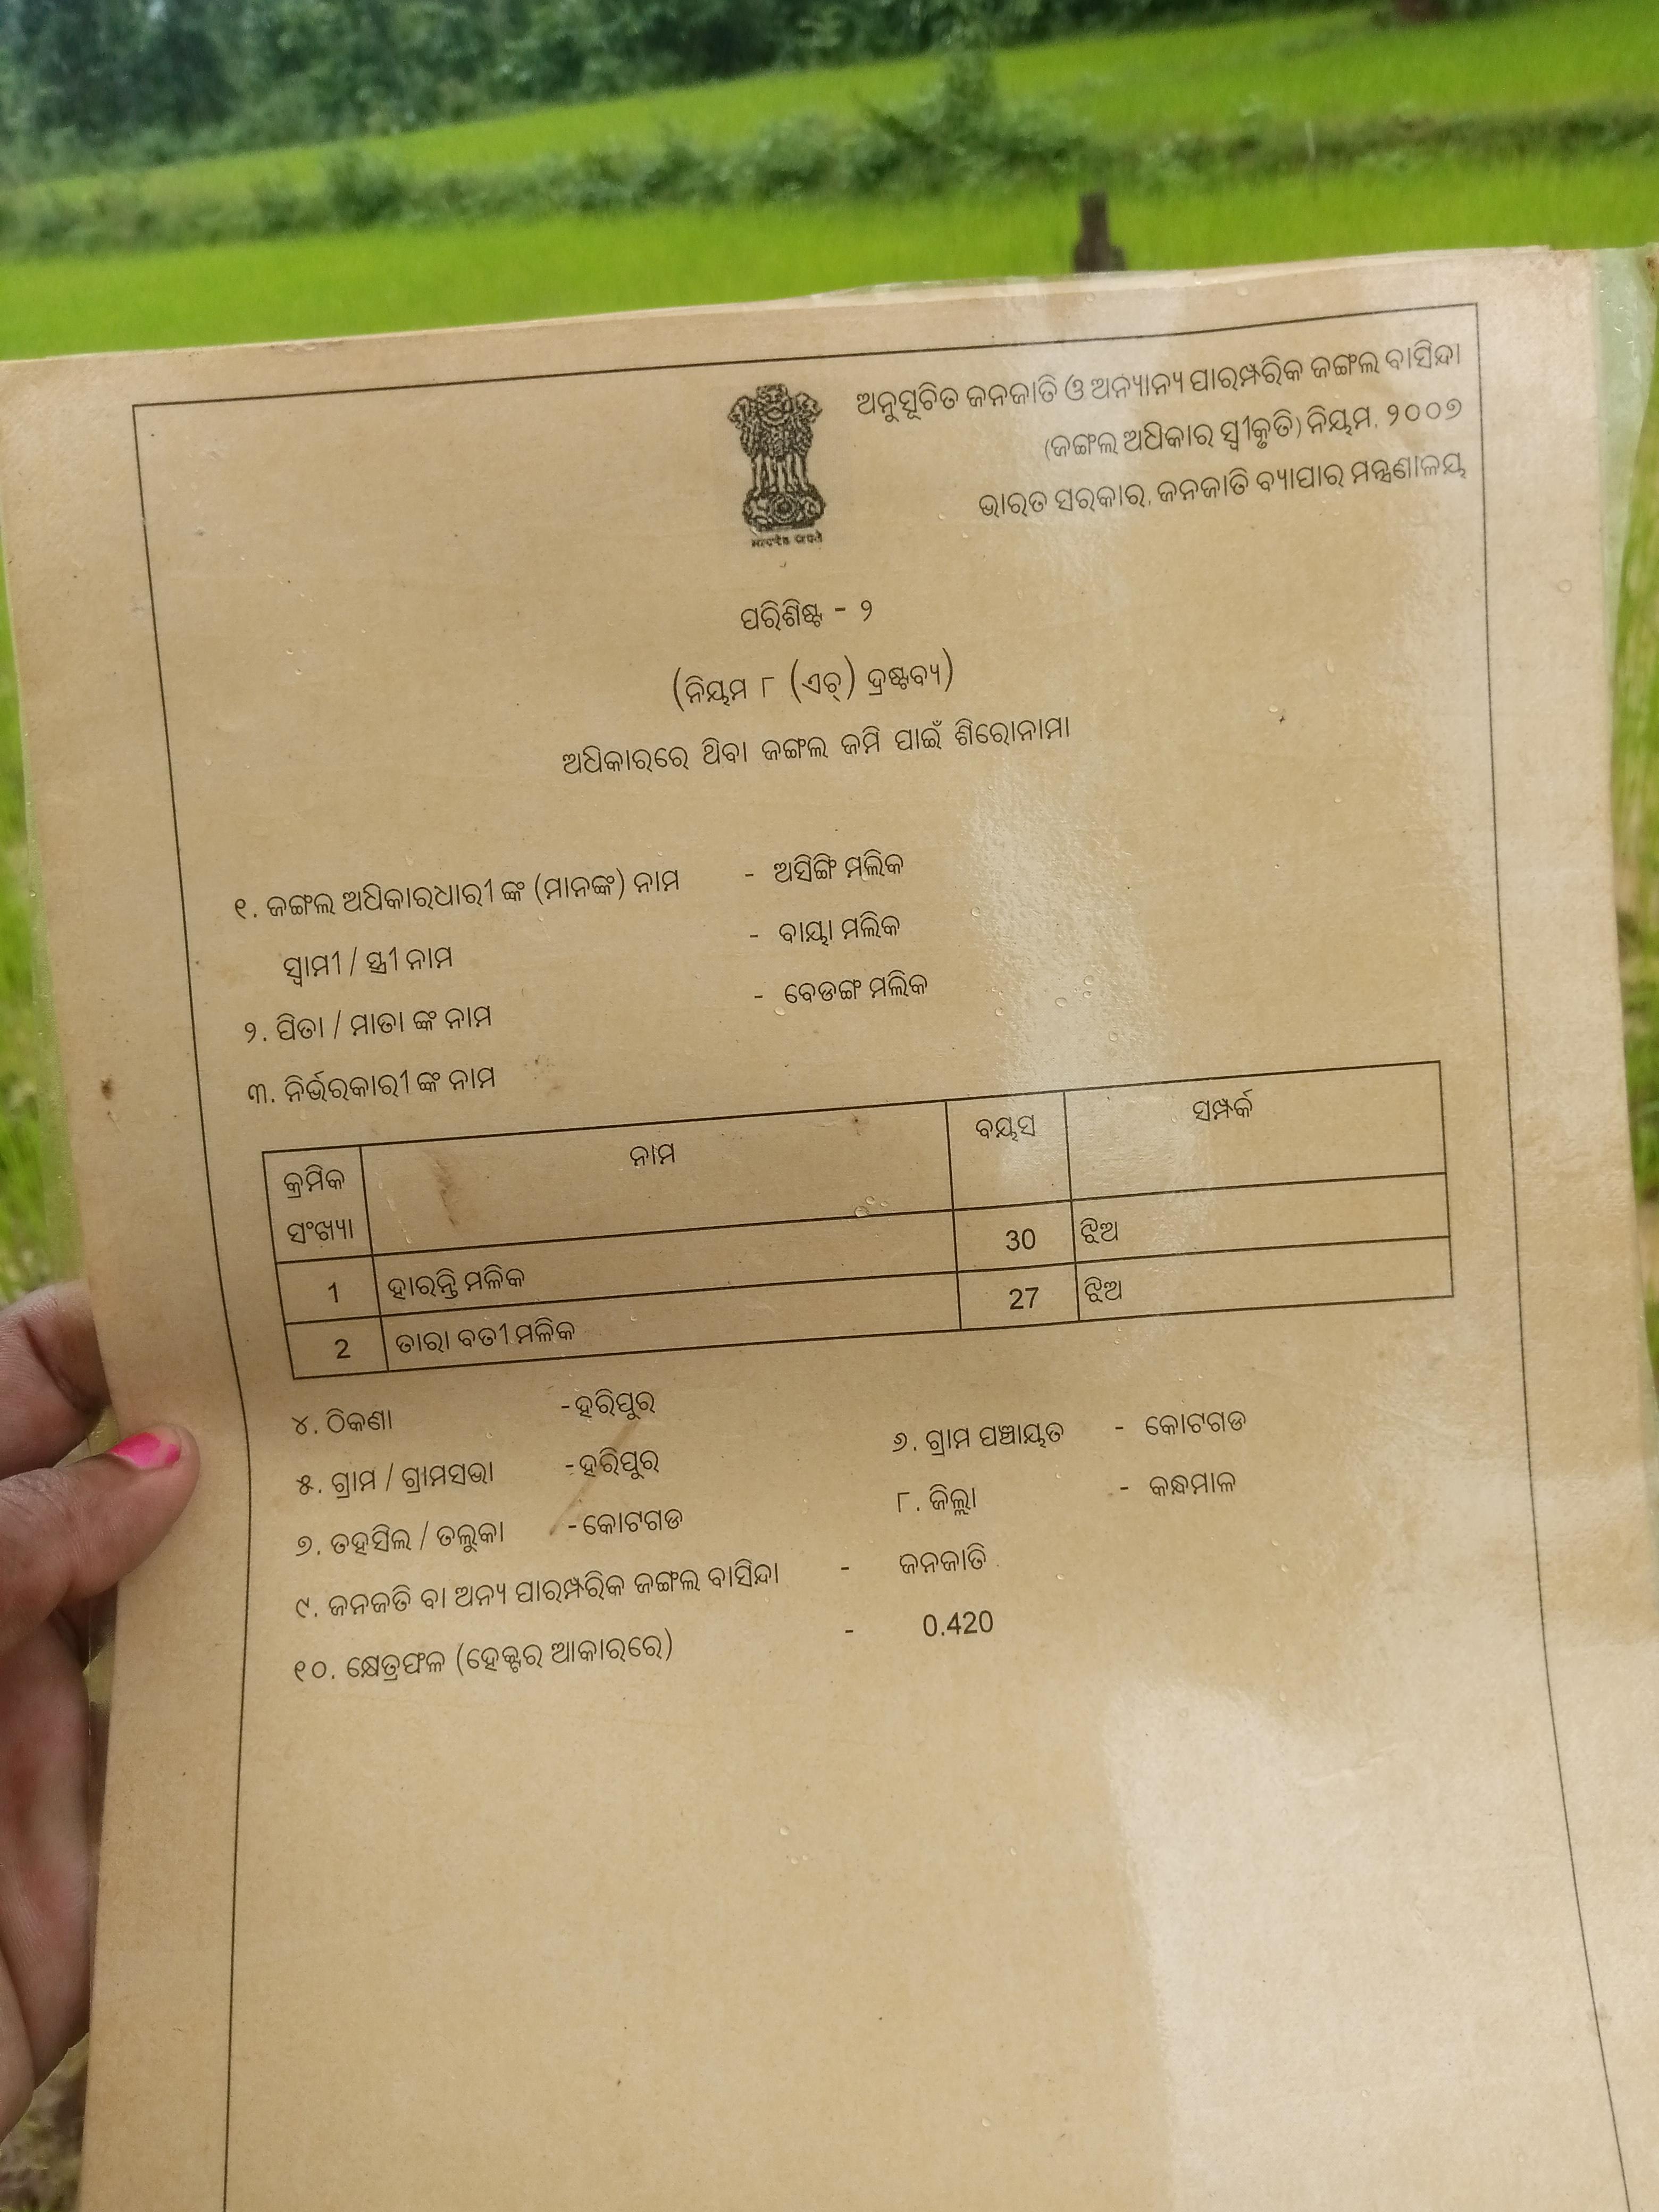 ଅନୁସୂଚିତ ଜନଜାତି ଓ ଅନ୍ୟାନ୍ୟ ପାରମ୍ପରିକ ଜଙ୍ଗଲ ବାସିନ୍ଦା
(ଜଙ୍ଗଲ ଅଧିକାର ସ୍ୱୀକୃତି) ନିୟମ, ୨୦୦୭
ଭାରତ ସରକାର, ଜନଜାତି ବ୍ୟାପାର ମନ୍ତ୍ରଣାଳୟ
ପରିଶିଷ୍ଟ - ୨
(ନିୟମ ୮ (ଏଚ୍) ଦ୍ରଷ୍ଟବ୍ୟ)
ଅଧିକାରରେ ଥିବା ଜଙ୍ଗଲ ଜମି ପାଇଁ ଶିରୋନାମା
୧. ଜଙ୍ଗଲ ଅଧିକାରଧାରୀ ଙ୍କ (ମାନଙ୍କ) ନାମ - ଅସିଙ୍ଗି ମଲିକ
ସ୍ୱାମୀ / ସ୍ତ୍ରୀ ନାମ - ବାୟା ମଲିକ
୨. ପିତା / ମାତା ଙ୍କ ନାମ - ବେଡଙ୍ଗ ମଲିକ
୩. ନିର୍ଭରକାରୀ ଙ୍କ ନାମ
କ୍ରମିକ ସଂଖ୍ୟା ନାମ ବୟସ ସମ୍ପର୍କ
1 ହାରନ୍ତି ମଳିକ 30 ଝିଅ
2 ତାରା ବତୀ ମଳିକ 27 ଝିଅ
୪. ଠିକଣା - ହରିପୁର
୫. ଗ୍ରାମ / ଗ୍ରାମସଭା - ହରିପୁର ୬. ଗ୍ରାମ ପଞ୍ଚାୟତ - କୋଟଗଡ
୭. ତହସିଲ / ତଲୁକା - କୋଟଗଡ ୮. ଜିଲ୍ଲା - କନ୍ଧମାଳ
୯. ଜନଜତି ବା ଅନ୍ୟ ପାରମ୍ପରିକ ଜଙ୍ଗଲ ବାସିନ୍ଦା - ଜନଜାତି
୧୦. କ୍ଷେତ୍ରଫଳ (ହେକ୍ଟର ଆକାରରେ) - 0.420